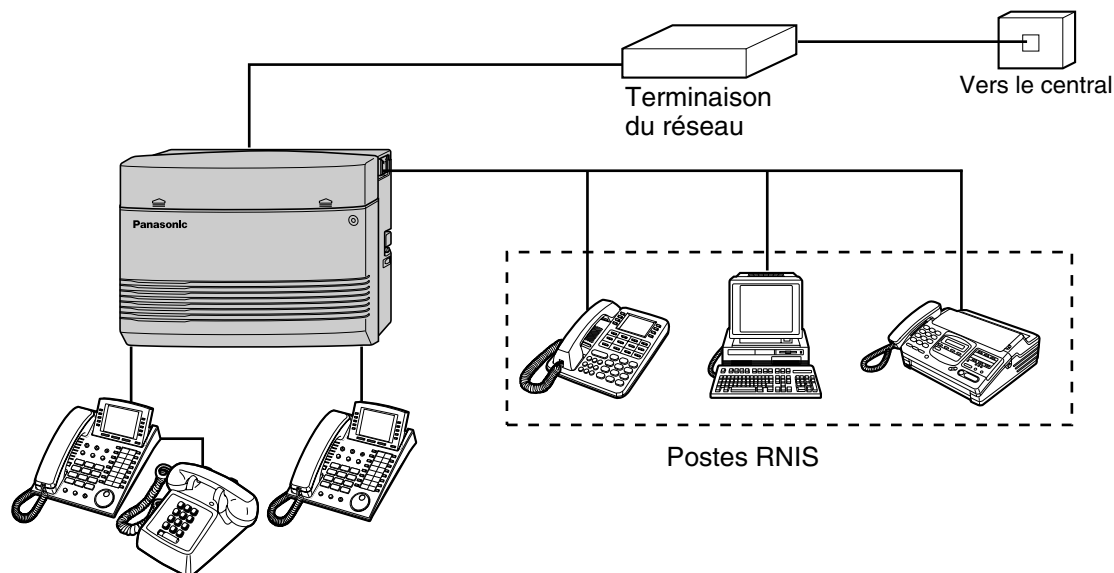 Vers le central
Terminaison
du réseau
Panasonic
Postes RNIS